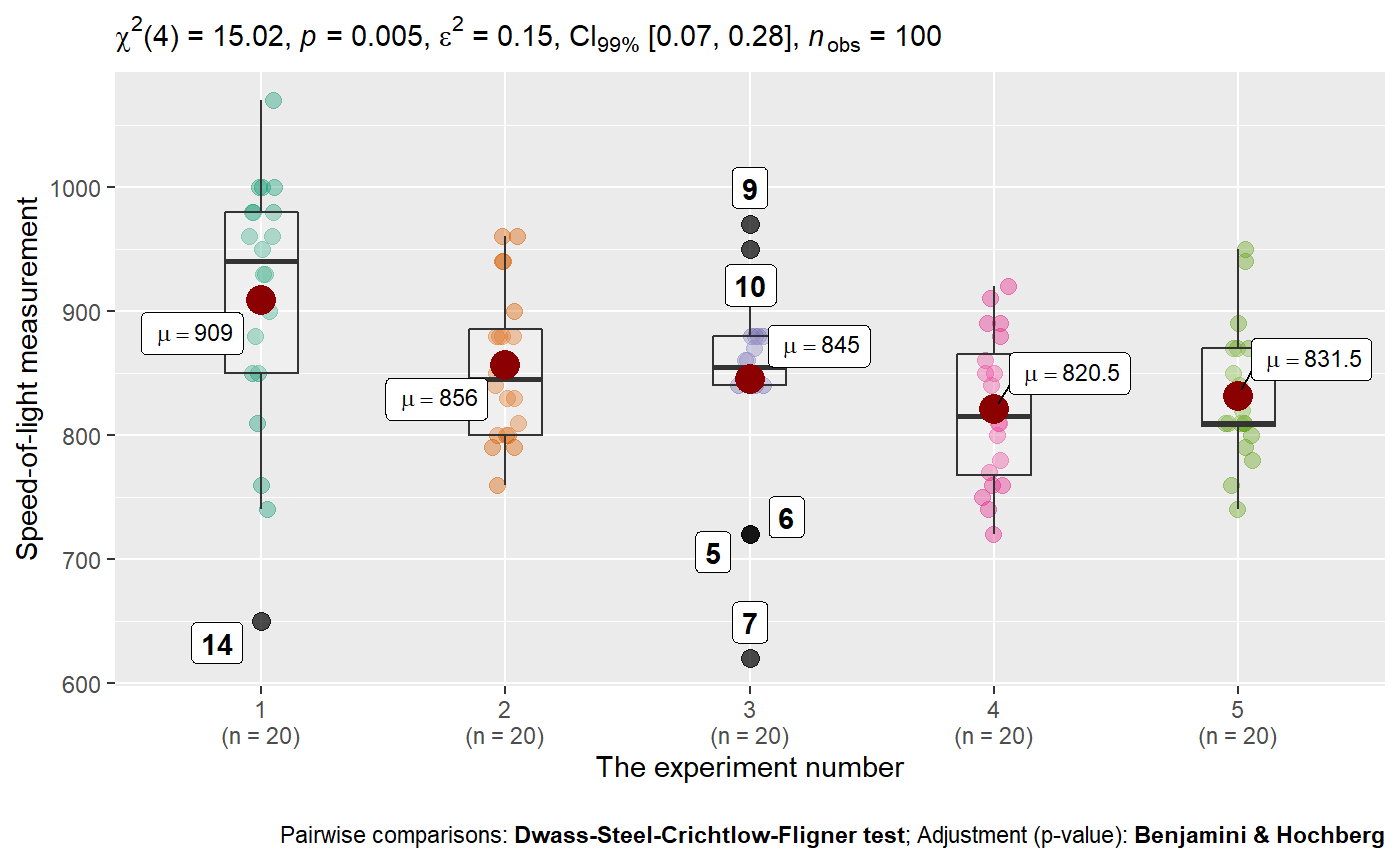 χ²(4) = 15.02, p = 0.005, ε² = 0.15, CI99% [0.07, 0.28], nobs = 100
Speed-of-light measurement
1000
900
800
700
600
9
10
μ = 909
μ = 845
μ = 856
μ = 820.5
μ = 831.5
6
5
7
14
1
(n = 20)
2
(n = 20)
3
(n = 20)
4
(n = 20)
5
(n = 20)
The experiment number
Pairwise comparisons: Dwass-Steel-Crichtlow-Fligner test; Adjustment (p-value): Benjamini & Hochberg